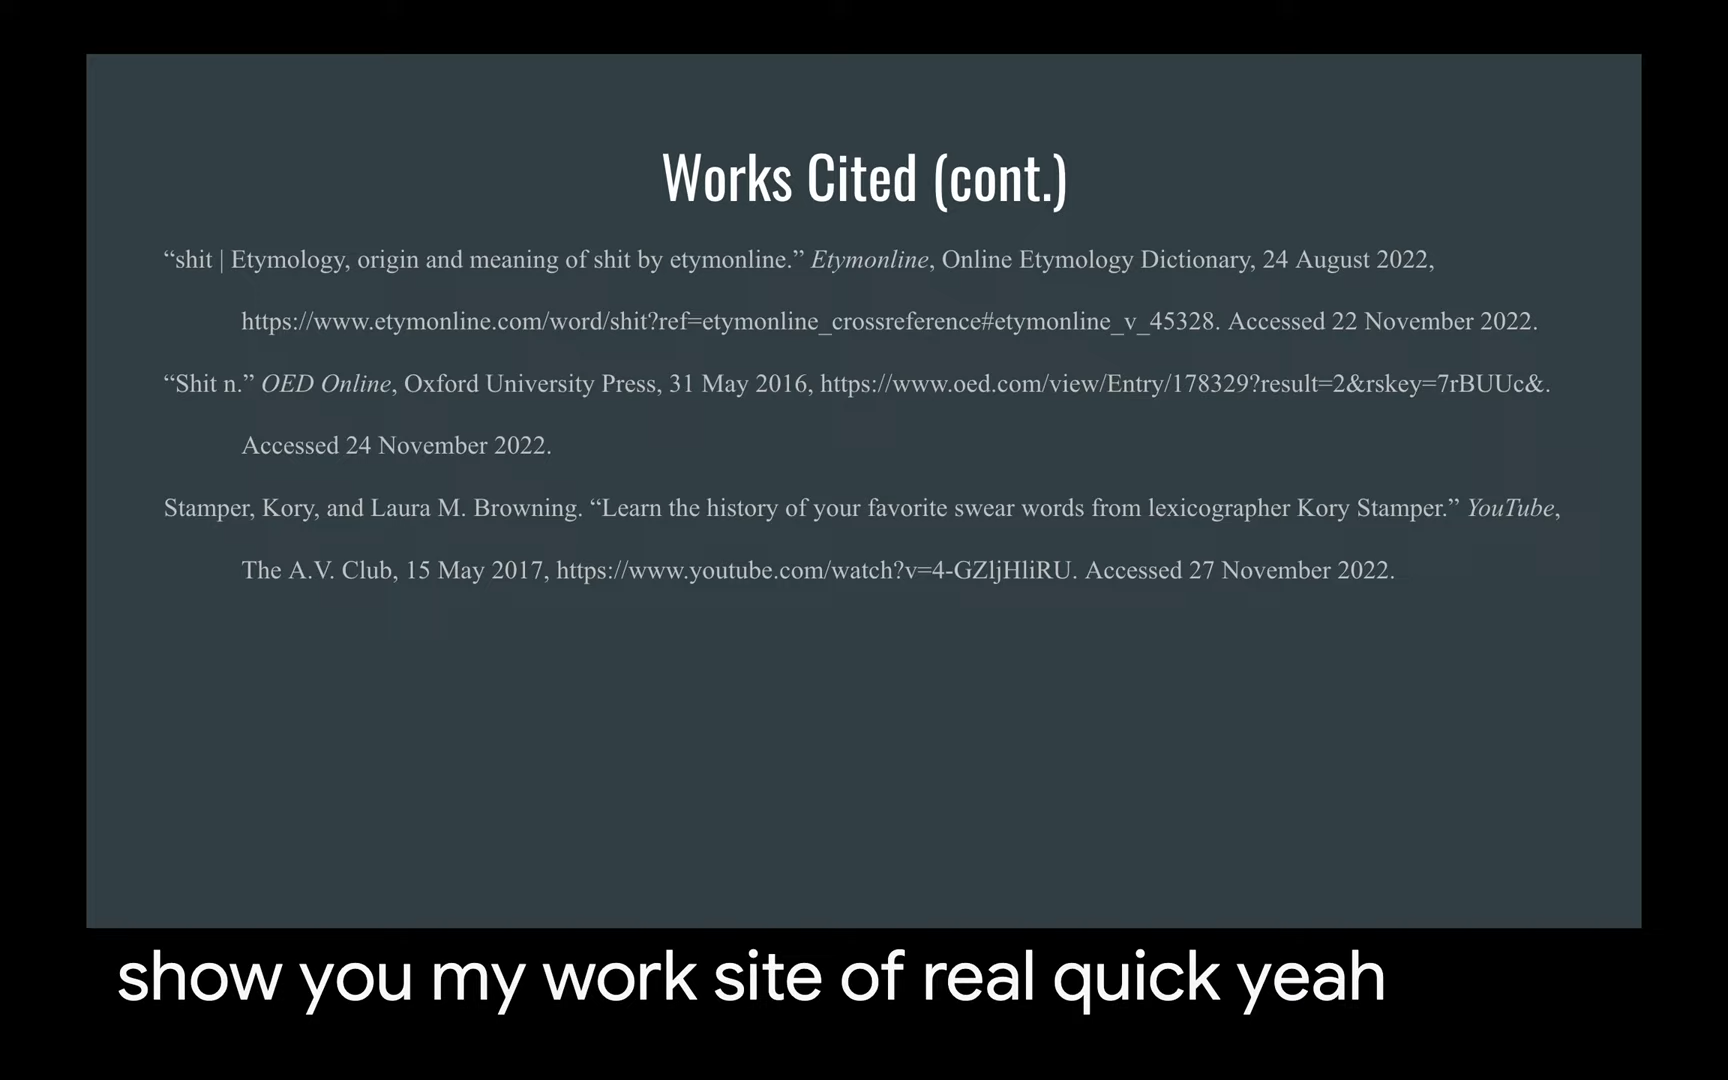 Works Cited (cont.)
“shit | Etymology, origin and meaning of shit by etymonline.” Etymonline, Online Etymology Dictionary, 24 August 2022,
https://www.etymonline.com/word/shit?ref=etymonline_crossreference#etymonline_v_45328. Accessed 22 November 2022.
“Shit n.” OED Online, Oxford University Press, 31 May 2016, https://www.oed.com/view/Entry/178329?result=2&rskey=7rBUUc&.
Accessed 24 November 2022.
Stamper, Kory, and Laura M. Browning. “Learn the history of your favorite swear words from lexicographer Kory Stamper.” YouTube,
The A.V. Club, 15 May 2017, https://www.youtube.com/watch?v=4-GZljHliRU. Accessed 27 November 2022.
show you my work site of real quick yeah